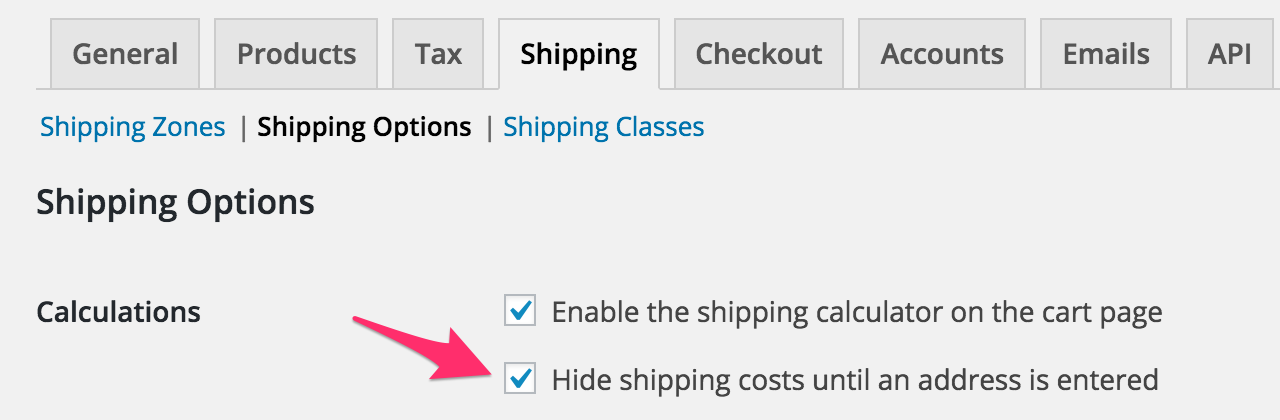 General Products Tax Shipping Checkout Accounts Emails API
Shipping Zones | Shipping Options | Shipping Classes
Shipping Options
Calculations Enable the shipping calculator on the cart page
Hide shipping costs until an address is entered